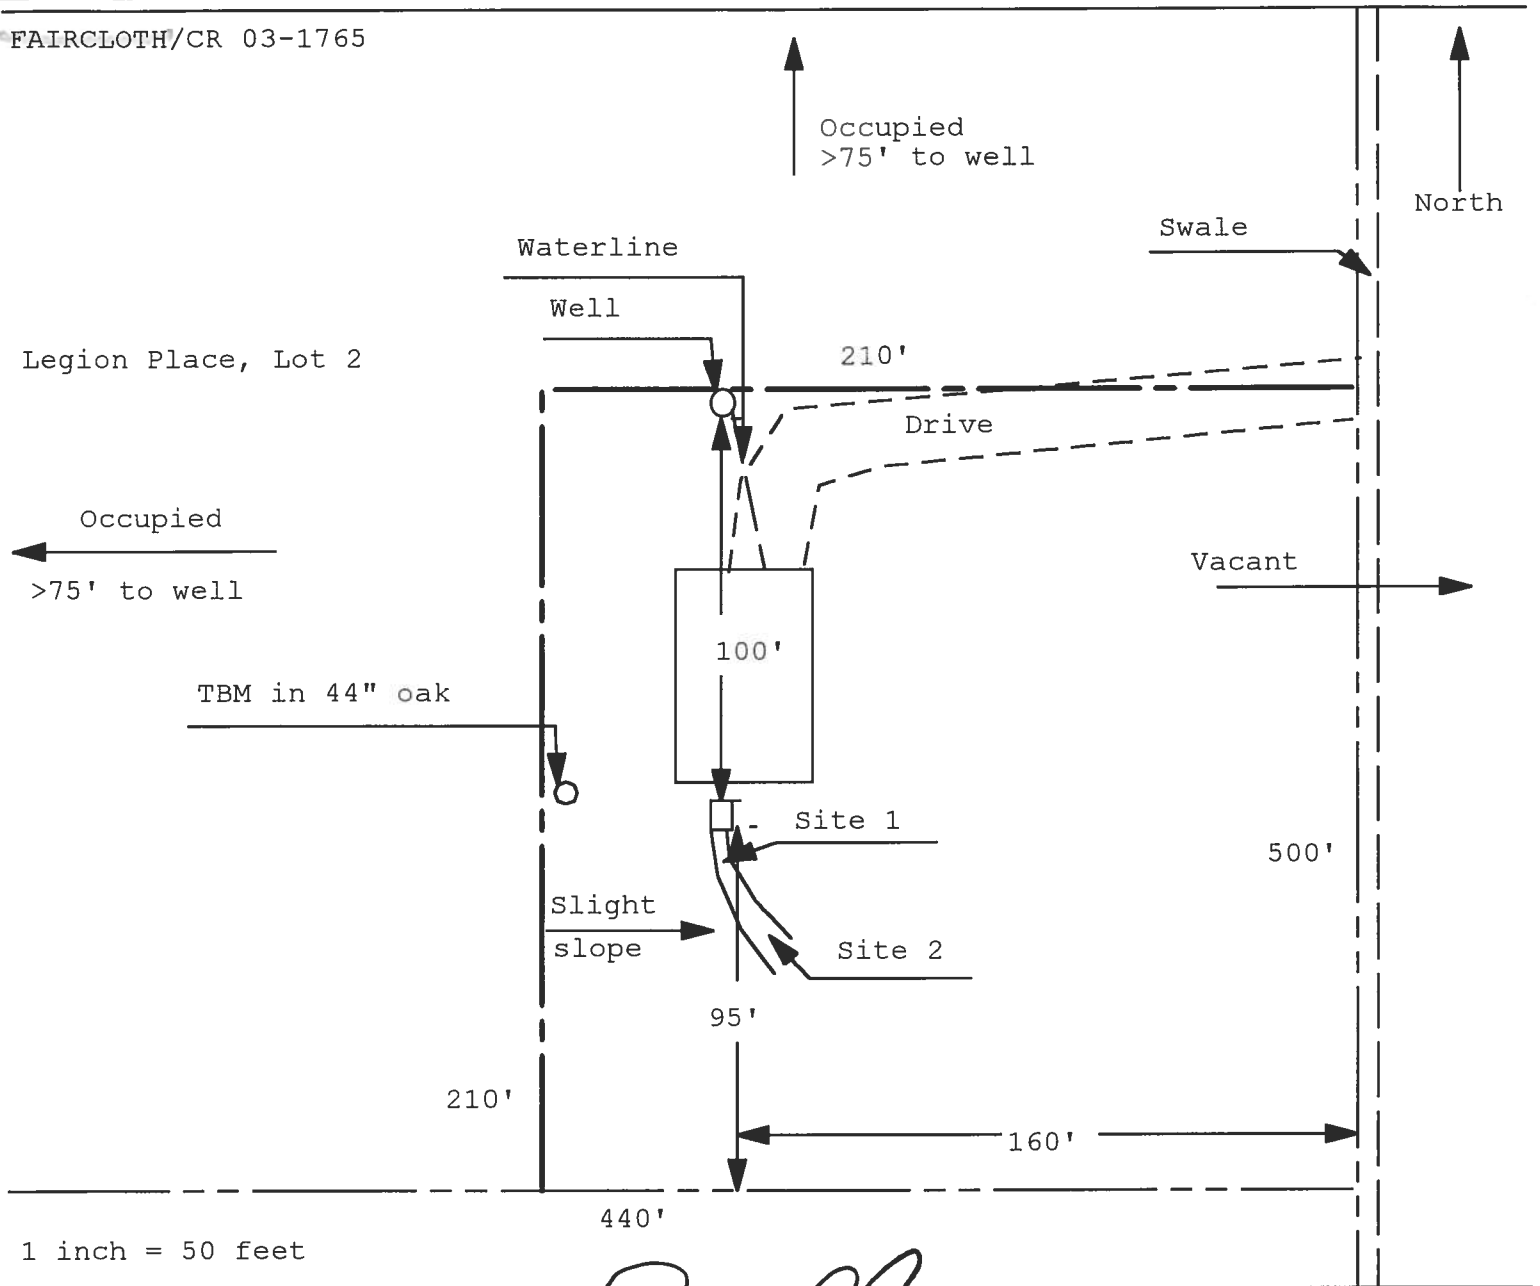 FAIRCLOTH/CR 03-1765
Occupied
>75' to well
North
Swale
Waterline
Well
Legion Place, Lot 2
210'
Drive
Occupied
>75' to well
Vacant
100'
TBM in 44" oak
Site 1
500'
Slight
slope
Site 2
95'
210'
160'
440'
1 inch = 50 feet